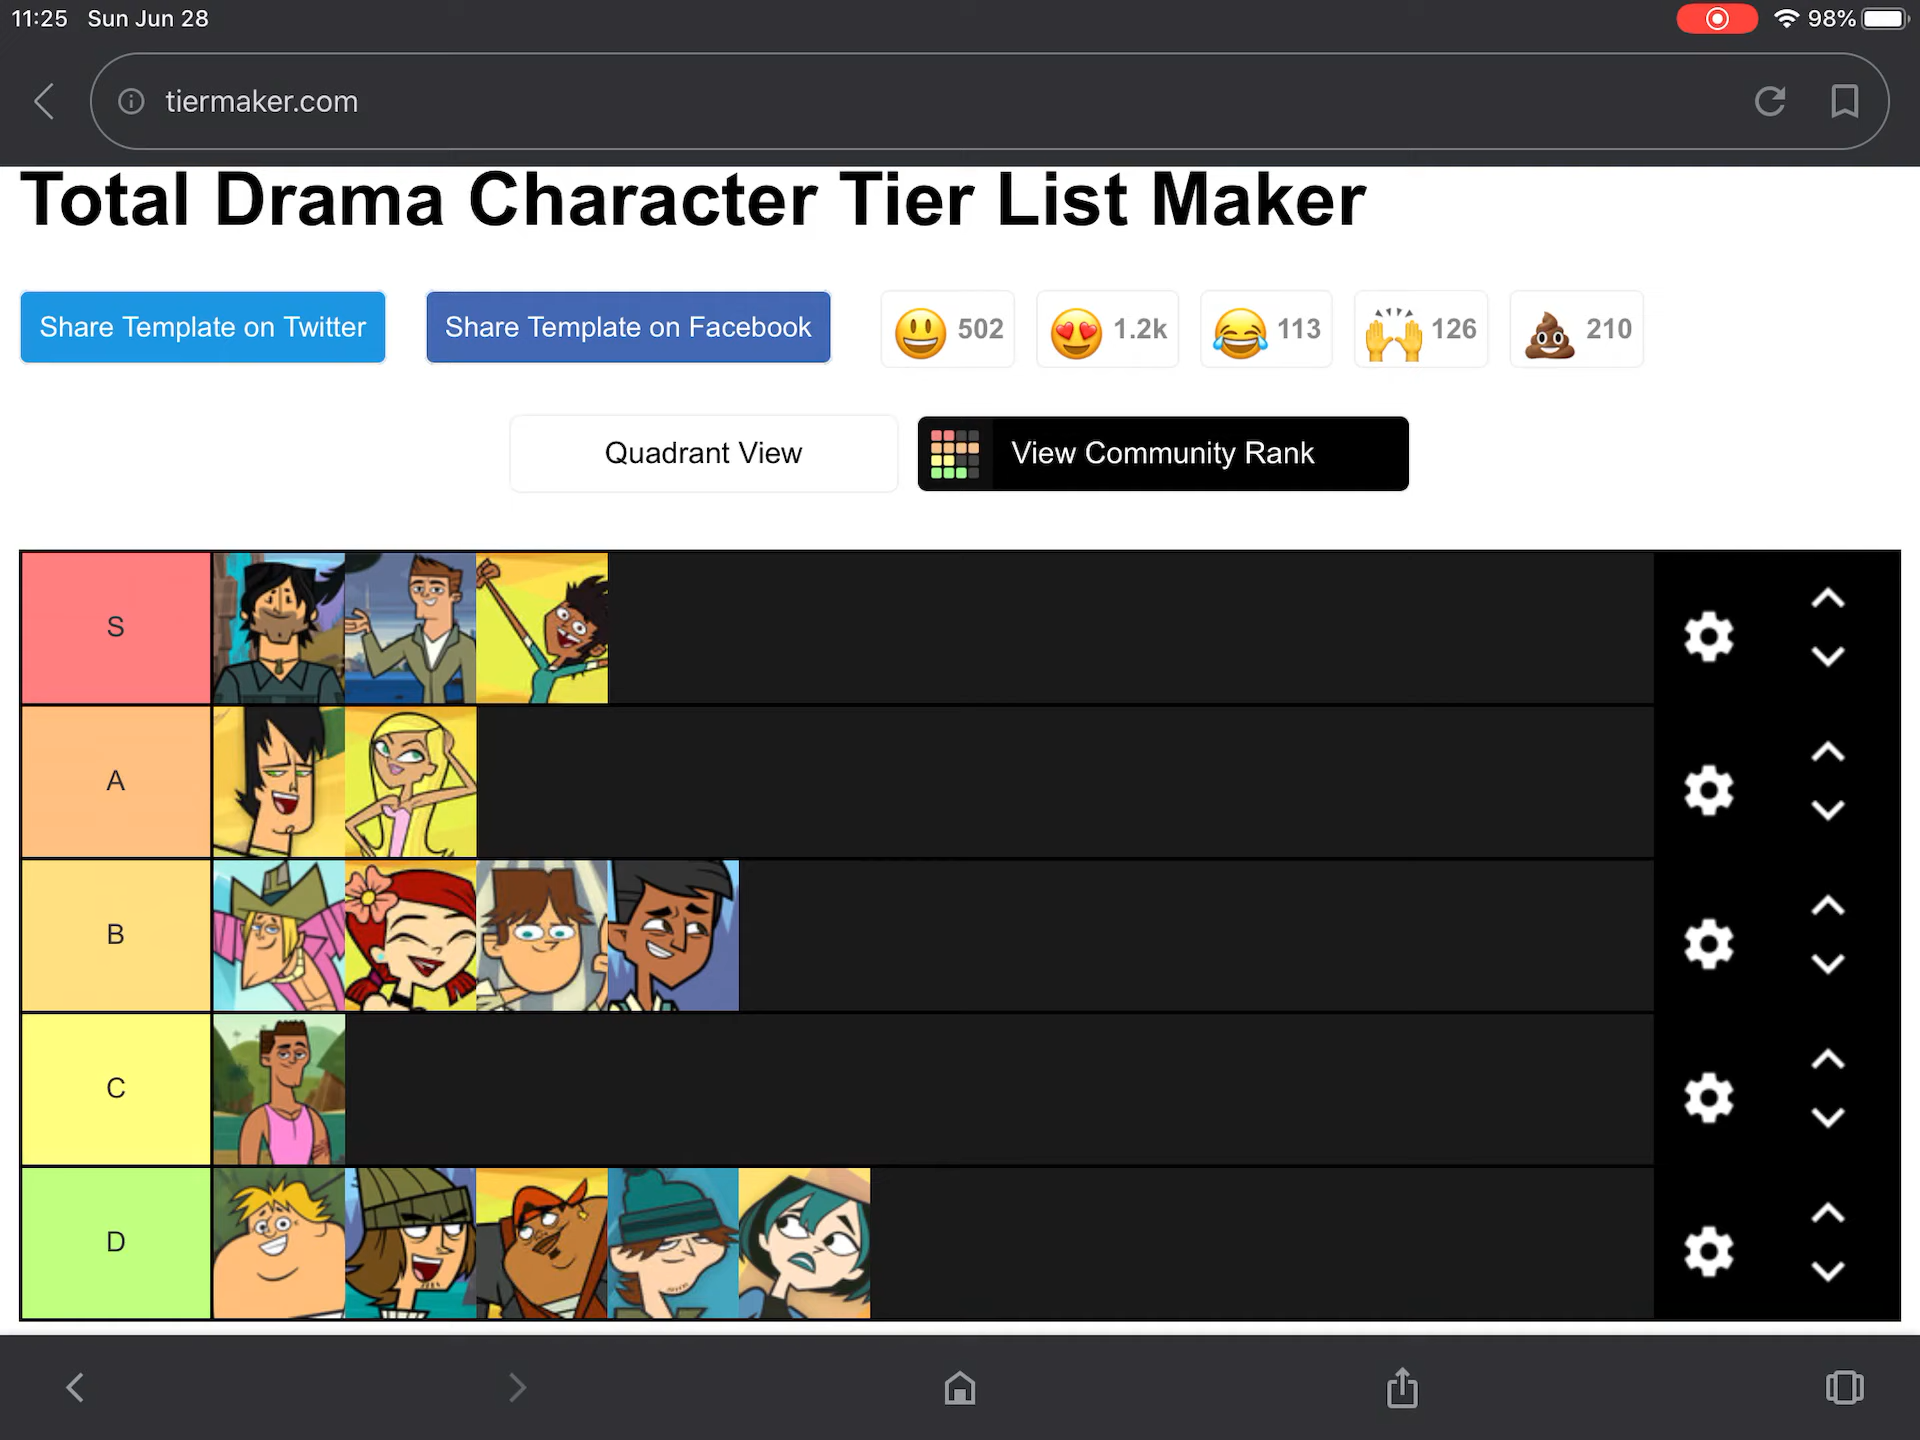 11:25 Sun Jun 28
98%
tiermaker.com
Total Drama Character Tier List Maker
Share Template on Twitter
Share Template on Facebook
502
1.2k
113
126
210
Quadrant View
View Community Rank
S
A
B
C
D